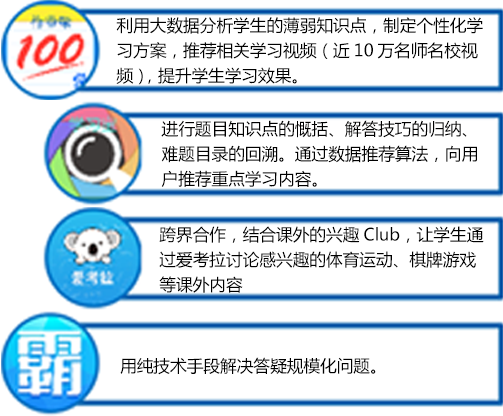 作业帮
100
分
利用大数据分析学生的薄弱知识点，制定个性化学
习方案，推荐相关学习视频（近 10 万名师名校视
频），提升学生学习效果。
进行题目知识点的慨括、解答技巧的归纳、
难题目录的回溯。通过数据推荐算法，向用
户推荐重点学习内容。
爱考拉
跨界合作，结合课外的兴趣 Club，让学生通
过爱考拉讨论感兴趣的体育运动、棋牌游戏
等课外内容
霸
用纯技术手段解决答疑规模化问题。